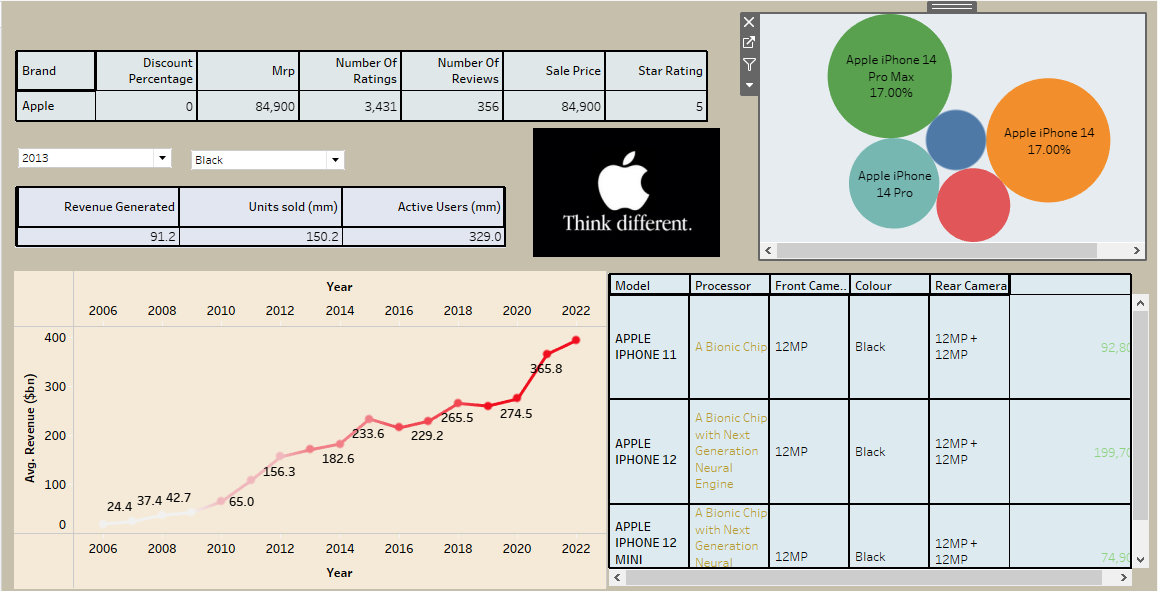 Brand
Discount
Percentage
Mrp
Number Of
Ratings
Number Of
Reviews
Sale Price
Star Rating
Apple
0
84,900
3,431
356
84,900
5
2013
Black
Revenue Generated
Units sold (mm)
Active Users (mm)
91.2
150.2
329.0
Think different.
Apple iPhone 14
Pro Max
17.00%
Apple iPhone 14
17.00%
Apple iPhone
14 Pro
Year
2006 2008 2010 2012 2014 2016 2018 2020 2022
Avg. Revenue ($bn)
400
300
200
100
0
24.4
37.4
42.7
65.0
156.3
182.6
233.6
229.2
265.5
274.5
365.8
2006 2008 2010 2012 2014 2016 2018 2020 2022
Year
Model
Processor
Front Came..
Colour
Rear Camera
APPLE
IPHONE 11
A Bionic Chip
12MP
Black
12MP +
12MP
92,80
APPLE
IPHONE 12
A Bionic Chip
with Next
Generation
Neural
Engine
12MP
Black
12MP +
12MP
199,70
APPLE
IPHONE 12
MINI
A Bionic Chip
with Next
Generation
Neural
12MP
Black
12MP +
12MP
74,90